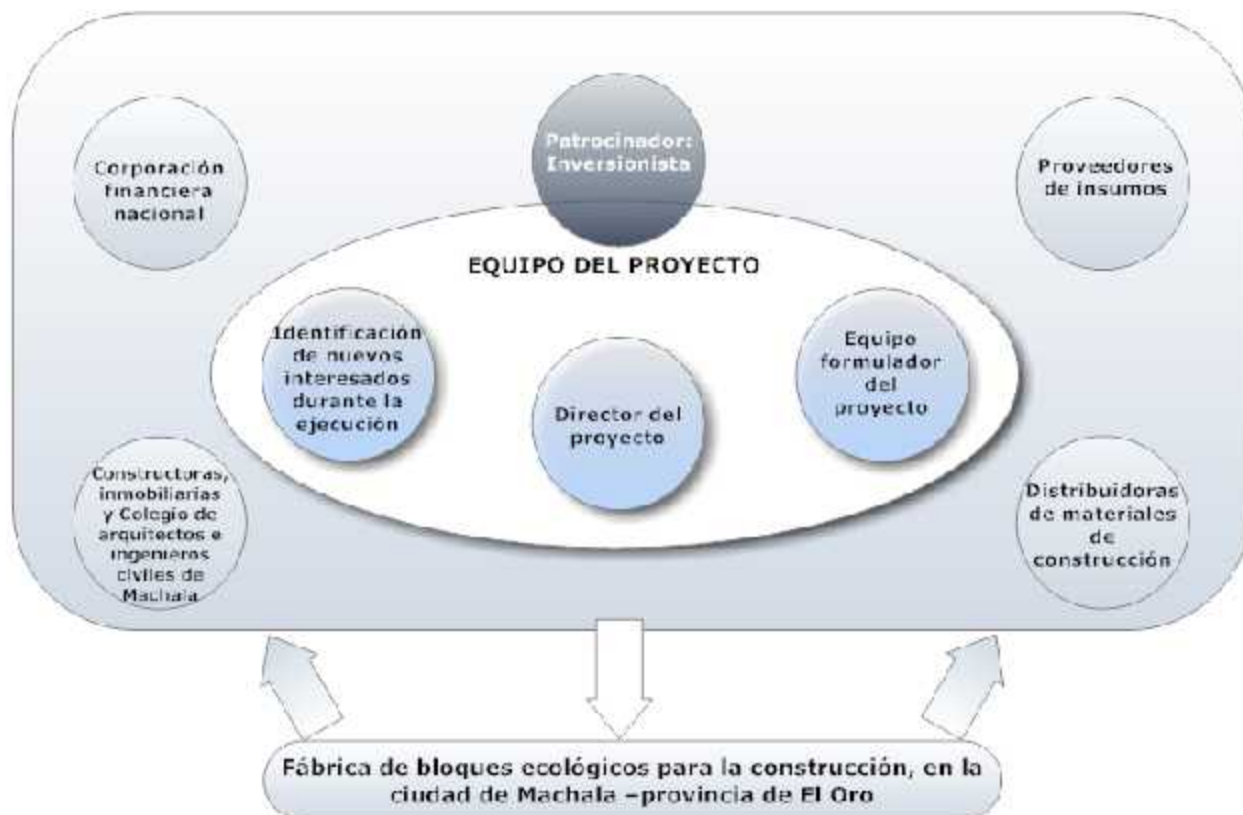 Patrocinador:
Inversionista
Corporación
financiera
nacional
Proveedores
de insumos
EQUIPO DEL PROYECTO
Identificación
de nuevos
interesados
durante la
ejecución
Director del
proyecto
Equipo
formulador
del
proyecto
Constructoras,
inmobiliarias
y Colegio de
arquitectos e
ingenieros
civiles de
Machala
Distribuidoras
de materiales
de
construcción
Fábrica de bloques ecológicos para la construcción, en la
ciudad de Machala –provincia de El Oro